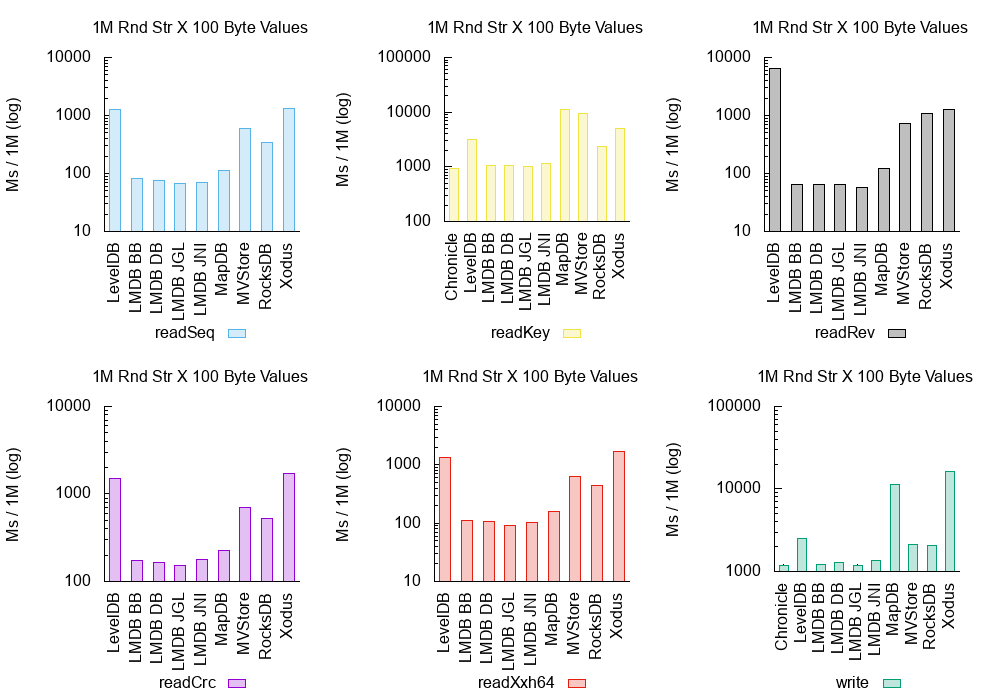 1M Rnd Str X 100 Byte Values
Ms / 1M (log)
10000
1000
100
10
LevelDB
LMDB BB
LMDB DB
LMDB JGL
LMDB JNI
MapDB
MVStore
RocksDB
Xodus
readSeq
1M Rnd Str X 100 Byte Values
Ms / 1M (log)
100000
10000
1000
100
Chronicle
LevelDB
LMDB BB
LMDB DB
LMDB JGL
LMDB JNI
MapDB
MVStore
RocksDB
Xodus
readKey
1M Rnd Str X 100 Byte Values
Ms / 1M (log)
10000
1000
100
10
LevelDB
LMDB BB
LMDB DB
LMDB JGL
LMDB JNI
MapDB
MVStore
RocksDB
Xodus
readRev
1M Rnd Str X 100 Byte Values
Ms / 1M (log)
10000
1000
100
LevelDB
LMDB BB
LMDB DB
LMDB JGL
LMDB JNI
MapDB
MVStore
RocksDB
Xodus
readCrc
1M Rnd Str X 100 Byte Values
Ms / 1M (log)
10000
1000
100
10
LevelDB
LMDB BB
LMDB DB
LMDB JGL
LMDB JNI
MapDB
MVStore
RocksDB
Xodus
readXxh64
1M Rnd Str X 100 Byte Values
Ms / 1M (log)
100000
10000
1000
Chronicle
LevelDB
LMDB BB
LMDB DB
LMDB JGL
LMDB JNI
MapDB
MVStore
RocksDB
Xodus
write